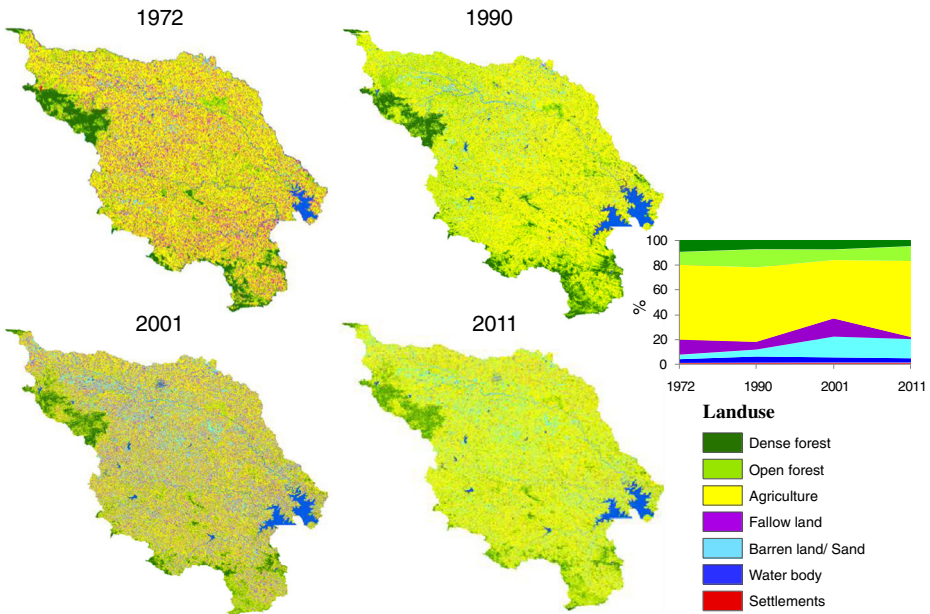 1972
1990
2001
2011
100
80
60
40
20
0
%
1972 1990 2001 2011
Landuse
Dense forest
Open forest
Agriculture
Fallow land
Barren land/ Sand
Water body
Settlements